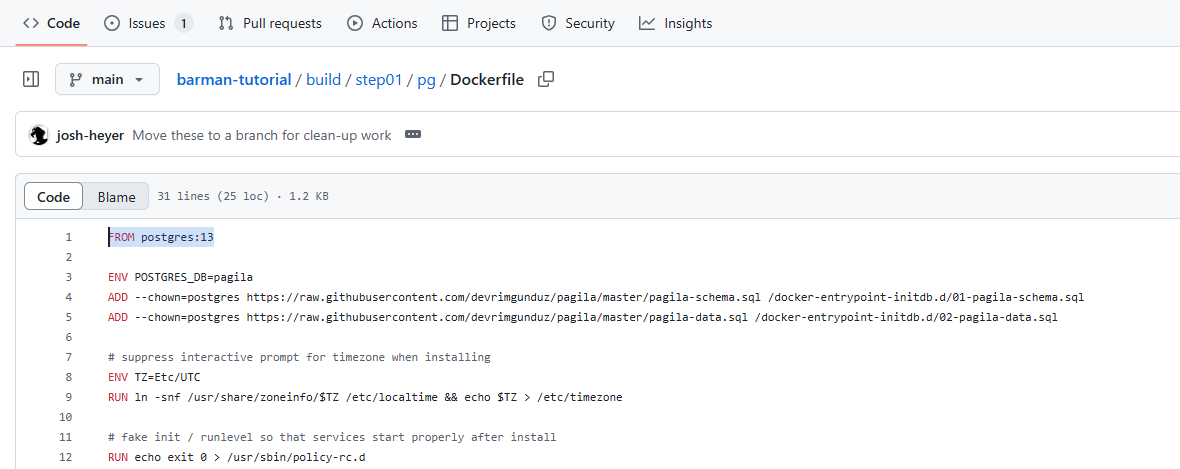 Code Issues 1 Pull requests Actions Projects Security Insights
main barman-tutorial / build / step01 / pg / Dockerfile
josh-heyer Move these to a branch for clean-up work
Code Blame 31 lines (25 loc) · 1.2 KB
1 FROM postgres:13
2
3 ENV POSTGRES_DB=pagila
4 ADD --chown=postgres https://raw.githubusercontent.com/devrimgunduz/pagila/master/pagila-schema.sql /docker-entrypoint-initdb.d/01-pagila-schema.sql
5 ADD --chown=postgres https://raw.githubusercontent.com/devrimgunduz/pagila/master/pagila-data.sql /docker-entrypoint-initdb.d/02-pagila-data.sql
6
7 # suppress interactive prompt for timezone when installing
8 ENV TZ=Etc/UTC
9 RUN ln -snf /usr/share/zoneinfo/$TZ /etc/localtime && echo $TZ > /etc/timezone
10
11 # fake init / runlevel so that services start properly after install
12 RUN echo exit 0 > /usr/sbin/policy-rc.d